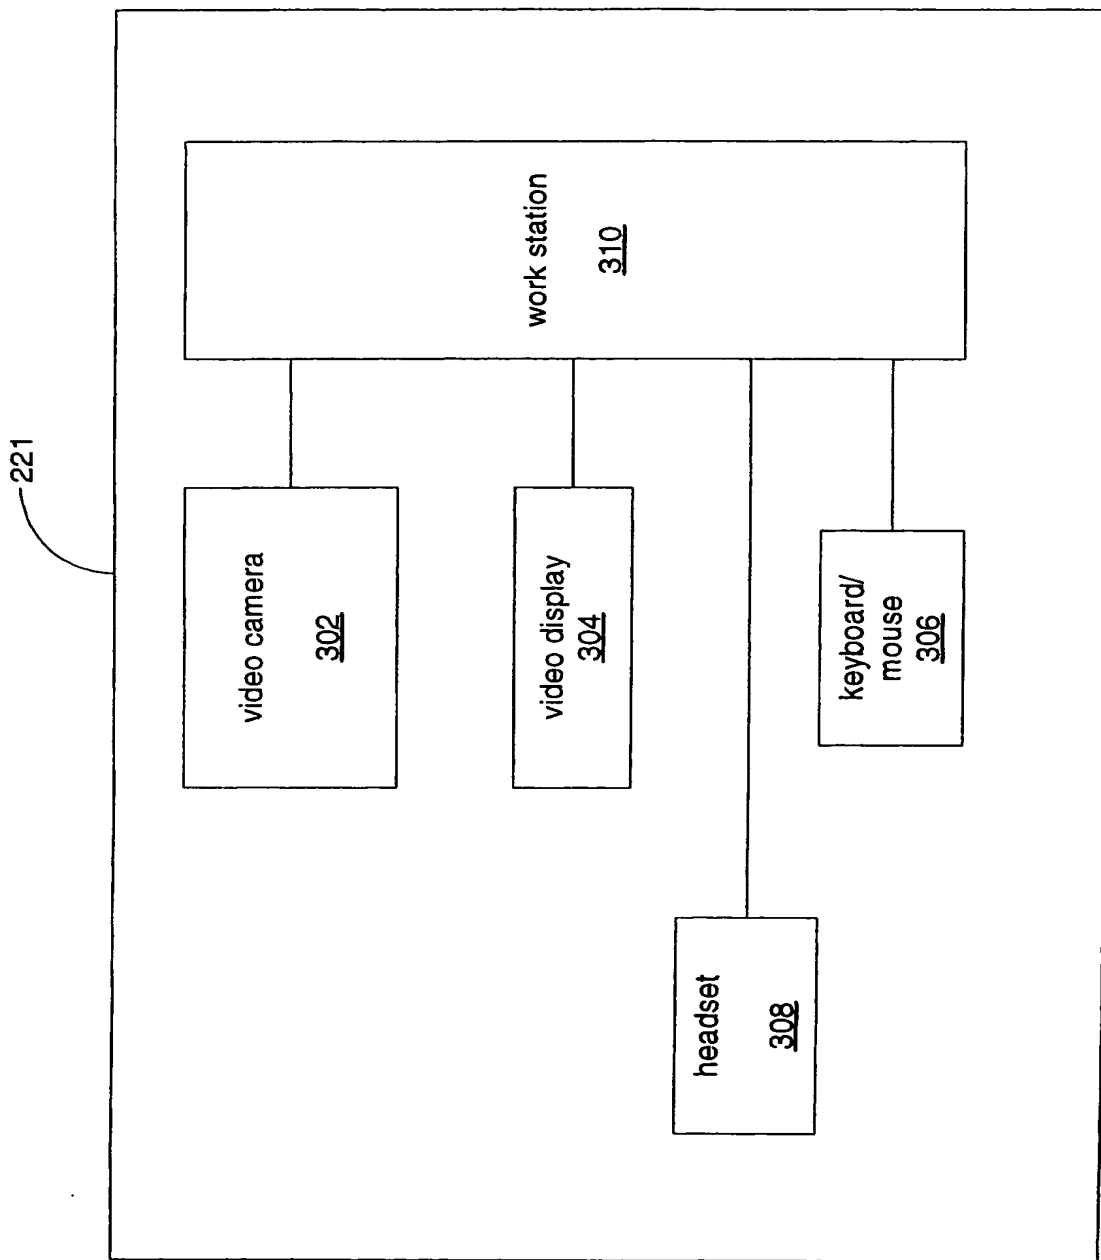 221
work station
310
video camera
302
video display
304
keyboard/
mouse
306
headset
308